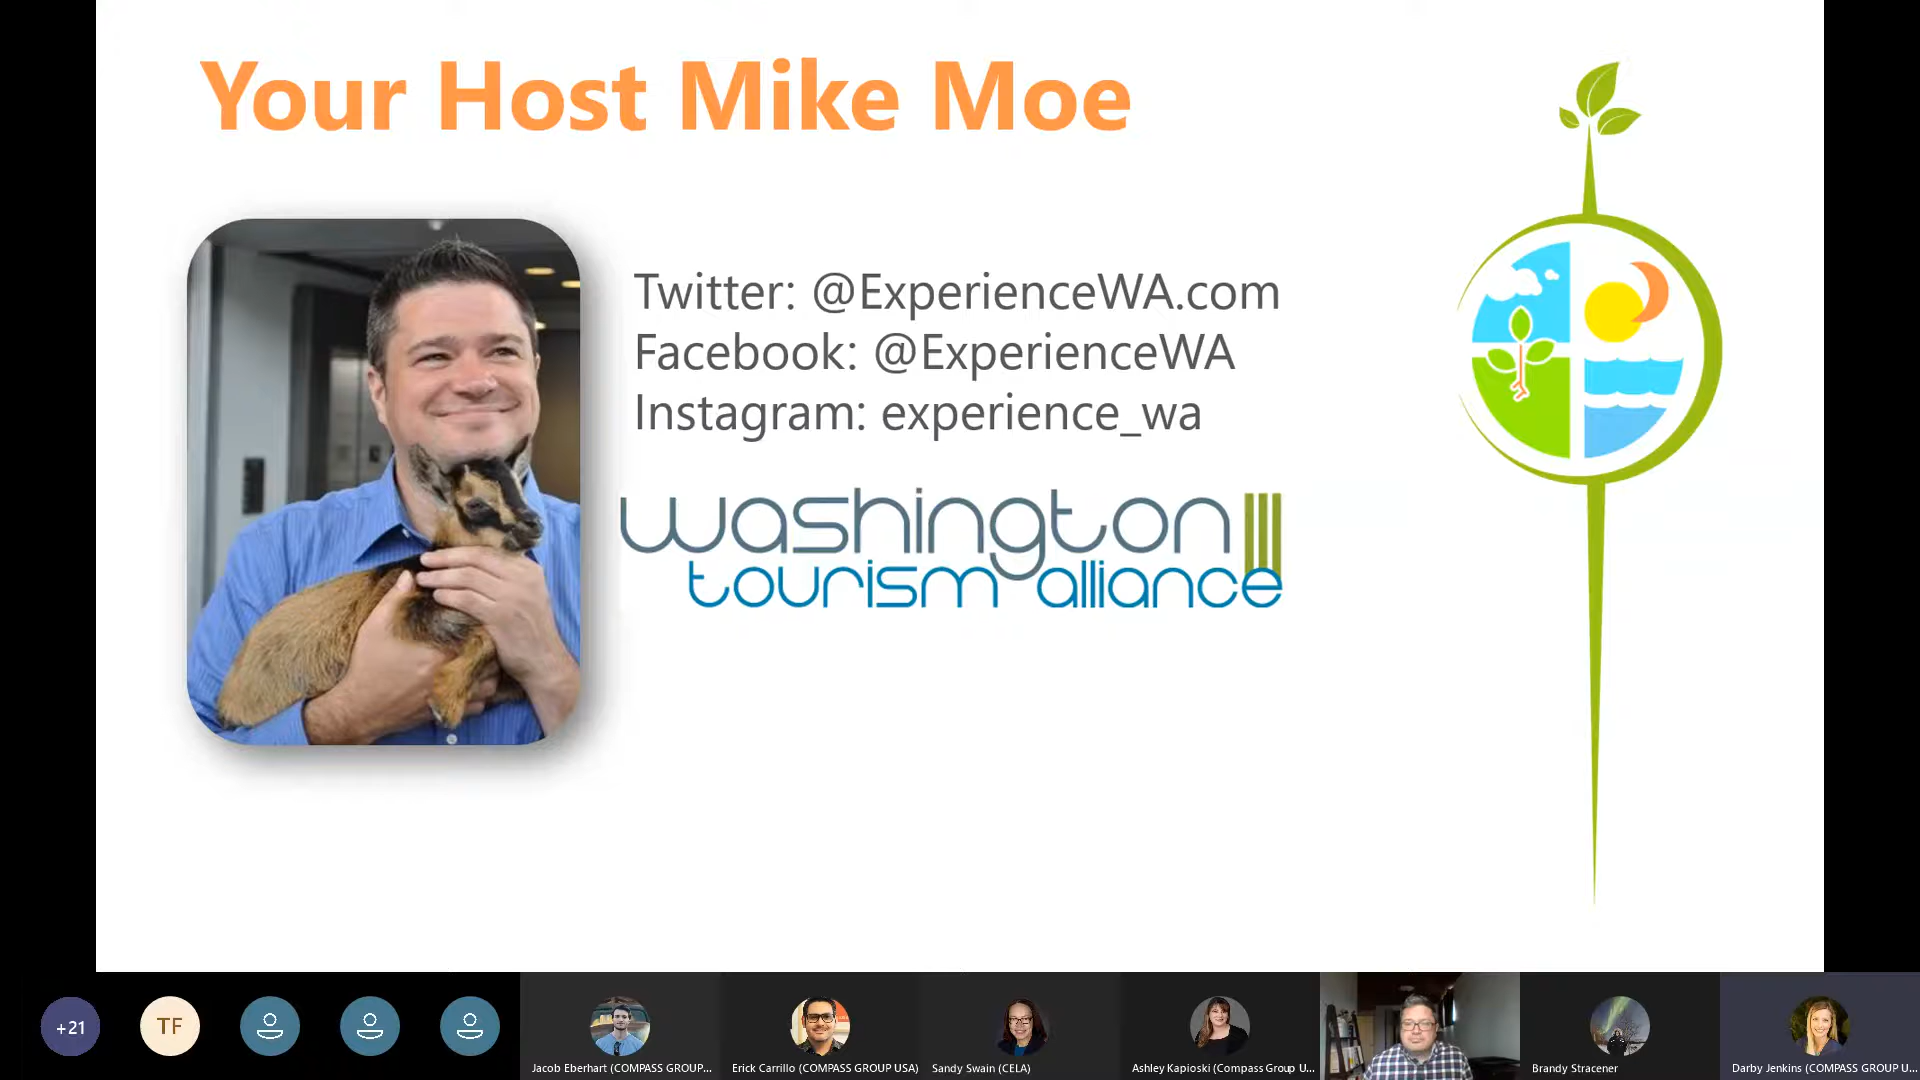 Your Host Mike Moe
Twitter: @ExperienceWA.com
Facebook: @ExperienceWA
Instagram: experience_wa
washington
tourism alliance
+21
TF
Jacob Eberhart (COMPASS GROUP...
Erick Carrillo (COMPASS GROUP USA)
Sandy Swain (CELA)
Ashley Kapioski (Compass Group U...
Brandy Stracener
Darby Jenkins (COMPASS GROUP U...